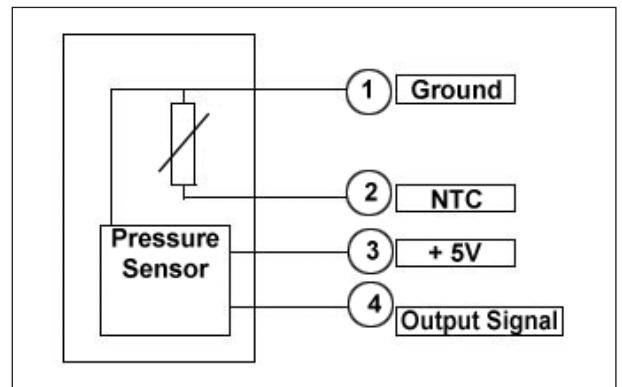 1 Ground
2 NTC
Pressure
Sensor
3 + 5V
4 Output Signal